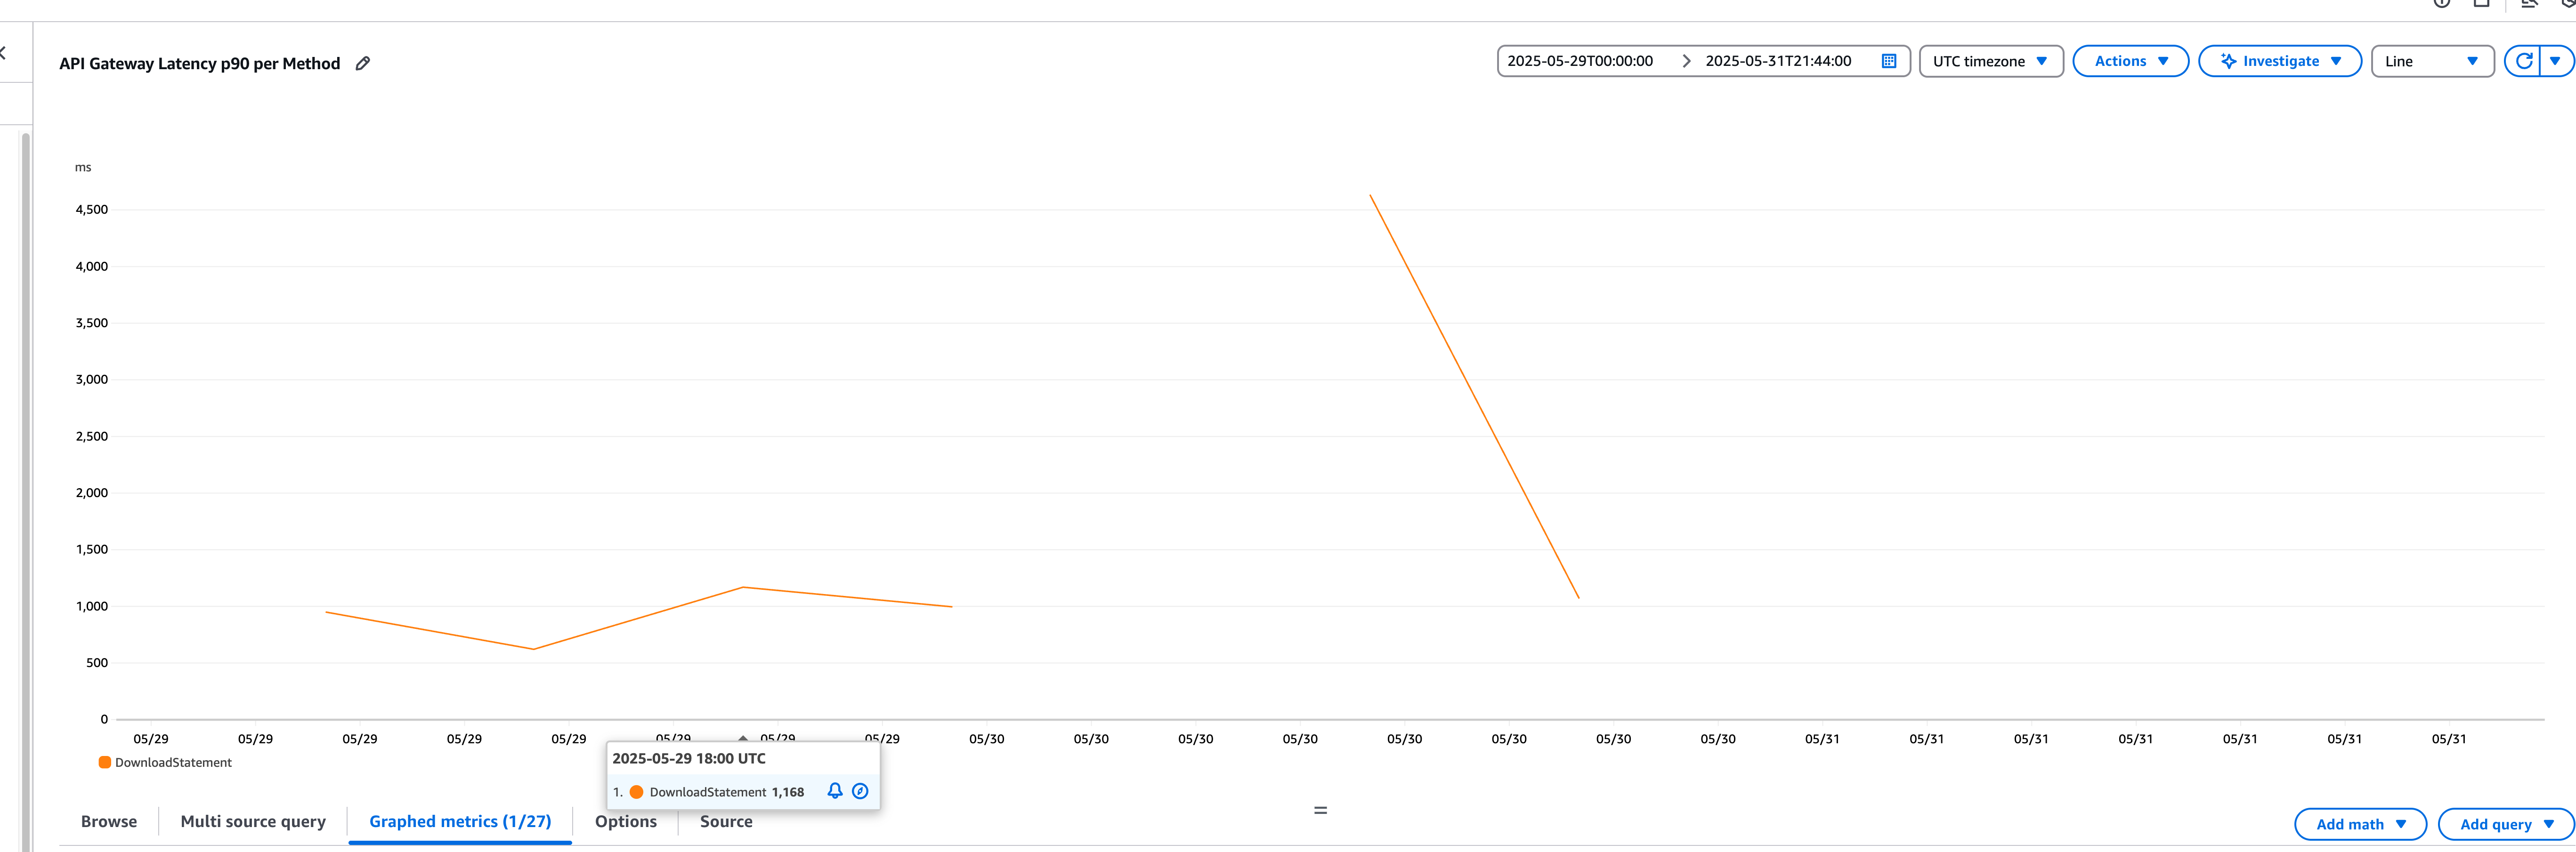 API Gateway Latency p90 per Method
2025-05-29T00:00:00 2025-05-31T21:44:00 UTC timezone Actions Investigate Line
ms
4,500
4,000
3,500
3,000
2,500
2,000
1,500
1,000
500
0
05/29 05/29 05/29 05/29 05/29 05/29 05/29 05/29 05/30 05/30 05/30 05/30 05/30 05/30 05/30 05/30 05/31 05/31 05/31 05/31 05/31 05/31 05/31
DownloadStatement
2025-05-29 18:00 UTC
1. DownloadStatement 1,168
Browse Multi source query Graphed metrics (1/27) Options Source Add math Add query